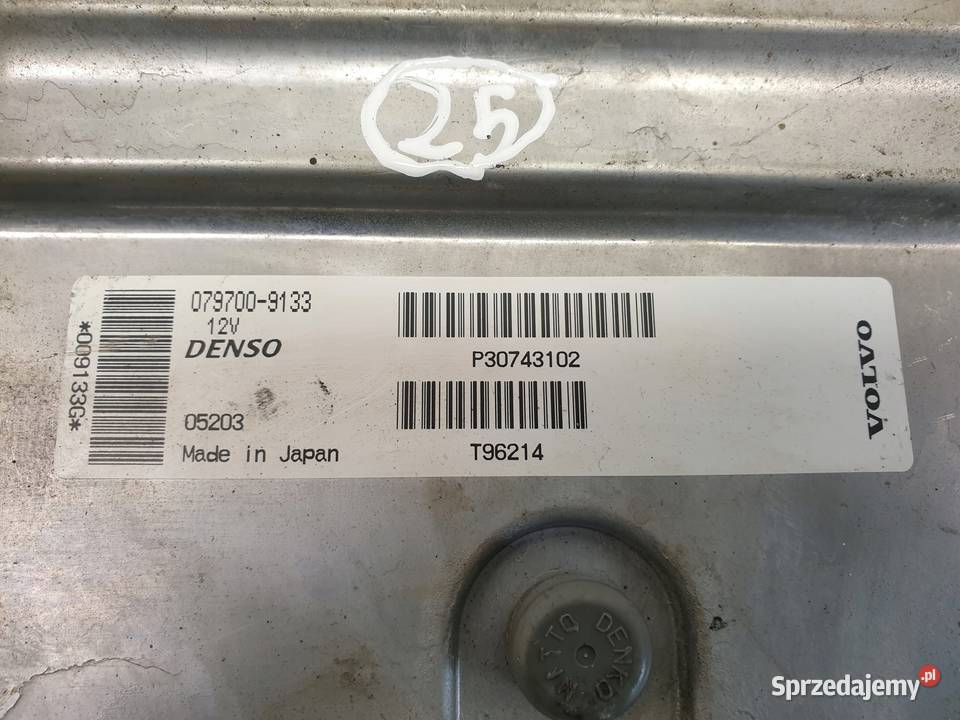 25
079700-9133
12V
DENSO
05203
Made in Japan
*009133G*
P30743102
T96214
VOLVO
DENKO
Sprzedajemy.pl